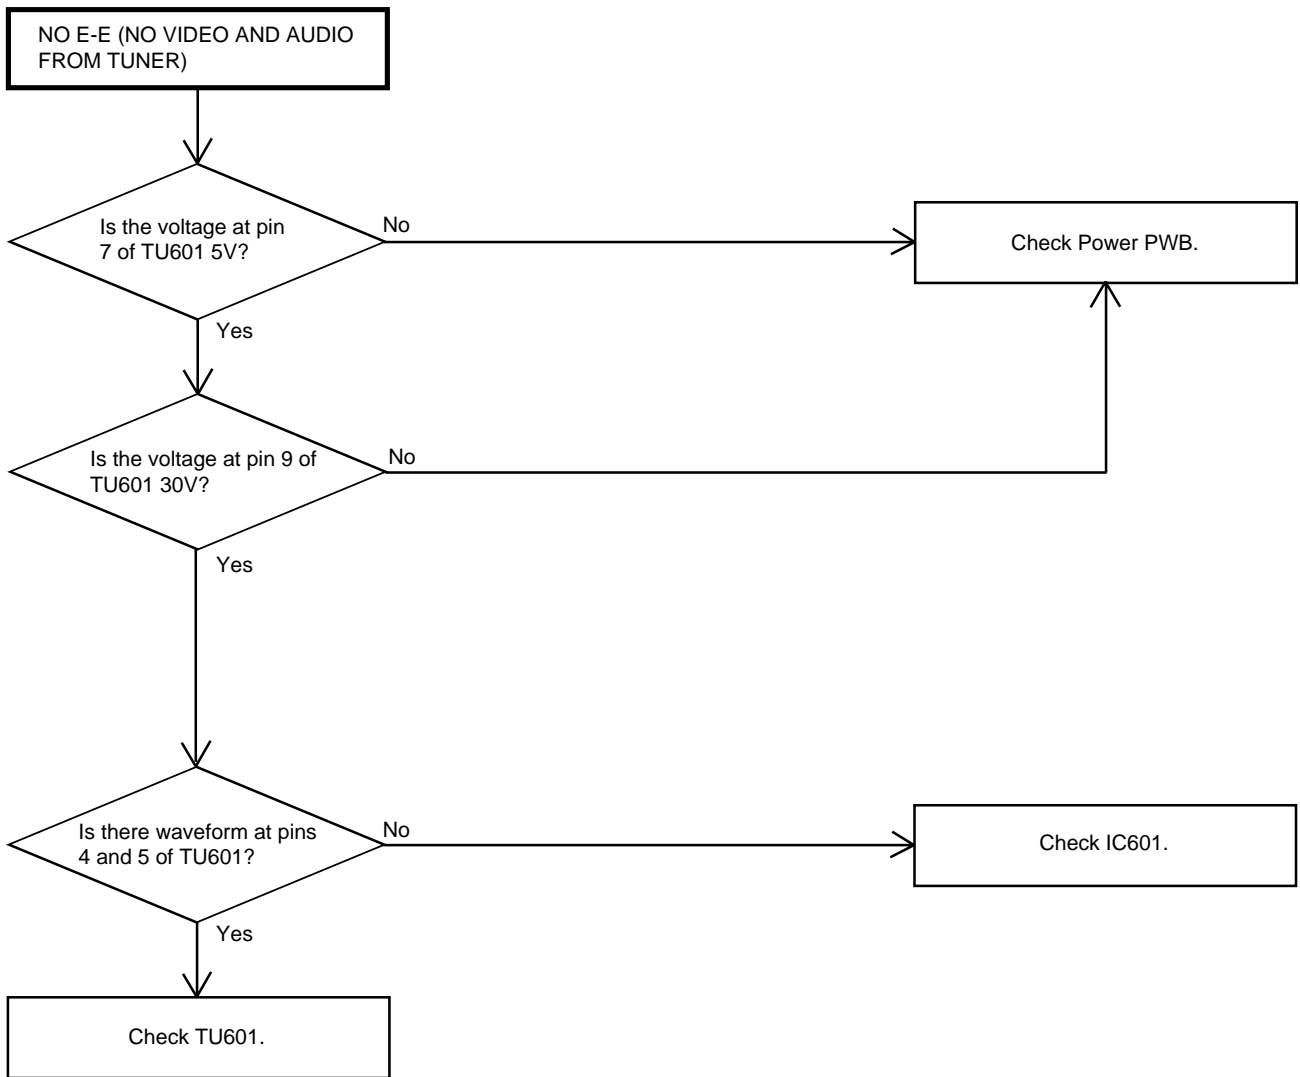 NO E-E (NO VIDEO AND AUDIO
FROM TUNER)
Is the voltage at pin
7 of TU601 5V?
No
Check Power PWB.
Yes
Is the voltage at pin 9 of
TU601 30V?
No
Yes
Is there waveform at pins
4 and 5 of TU601?
No
Check IC601.
Yes
Check TU601.